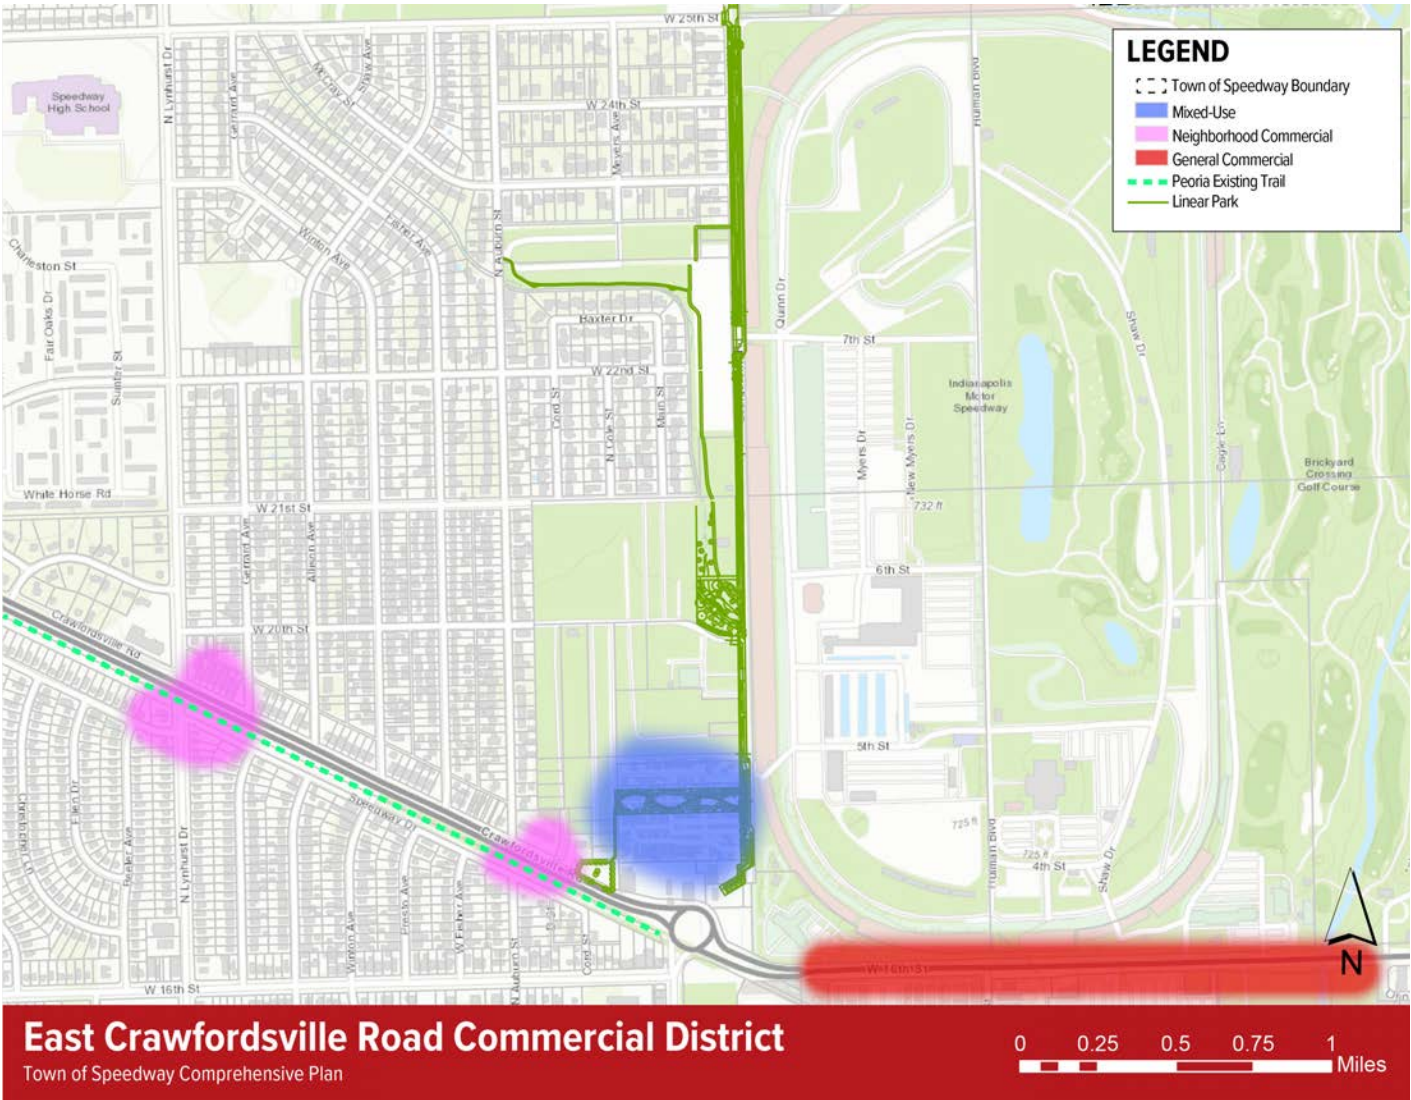 W 25th St
LEGEND
Town of Speedway Boundary
Mixed-Use
Neighborhood Commercial
General Commercial
Peoria Existing Trail
Linear Park
Speedway
High School
N Lynhurst Dr
Gerrard Ave
McCray St
Shaw Ave
W 24th St
Meyers Ave
Hulman Blvd
Charleston St
Fair Oaks Dr
Sumter St
White Horse Rd
Winton Ave
Fisher Ave
N Auburn St
Baxter Dr
W 22nd St
Cord St
N Cole St
Main St
Quinn Dr
7th St
Indianapolis
Motor
Speedway
Shaw Dr
Myers Dr
New Myers Dr
732 ft
Cagle Ln
Brickyard
Crossing
Golf Course
W 21st St
Gerrard Ave
Allison Ave
6th St
W 20th St
Crawfordsville Rd
5th St
Speedway Dr
Crawfordsville Rd
Ellen Dr
Christopher Ln
Bexler Ave
N Lynhurst Dr
Winton Ave
Presto Ave
W Fisher Ave
N Auburn St
Cord St
725 ft
725 ft
4th St
Hulman Blvd
Shaw Dr
W 16th St
W 16th St
N
East Crawfordsville Road Commercial District
Town of Speedway Comprehensive Plan
0 0.25 0.5 0.75 1
Miles